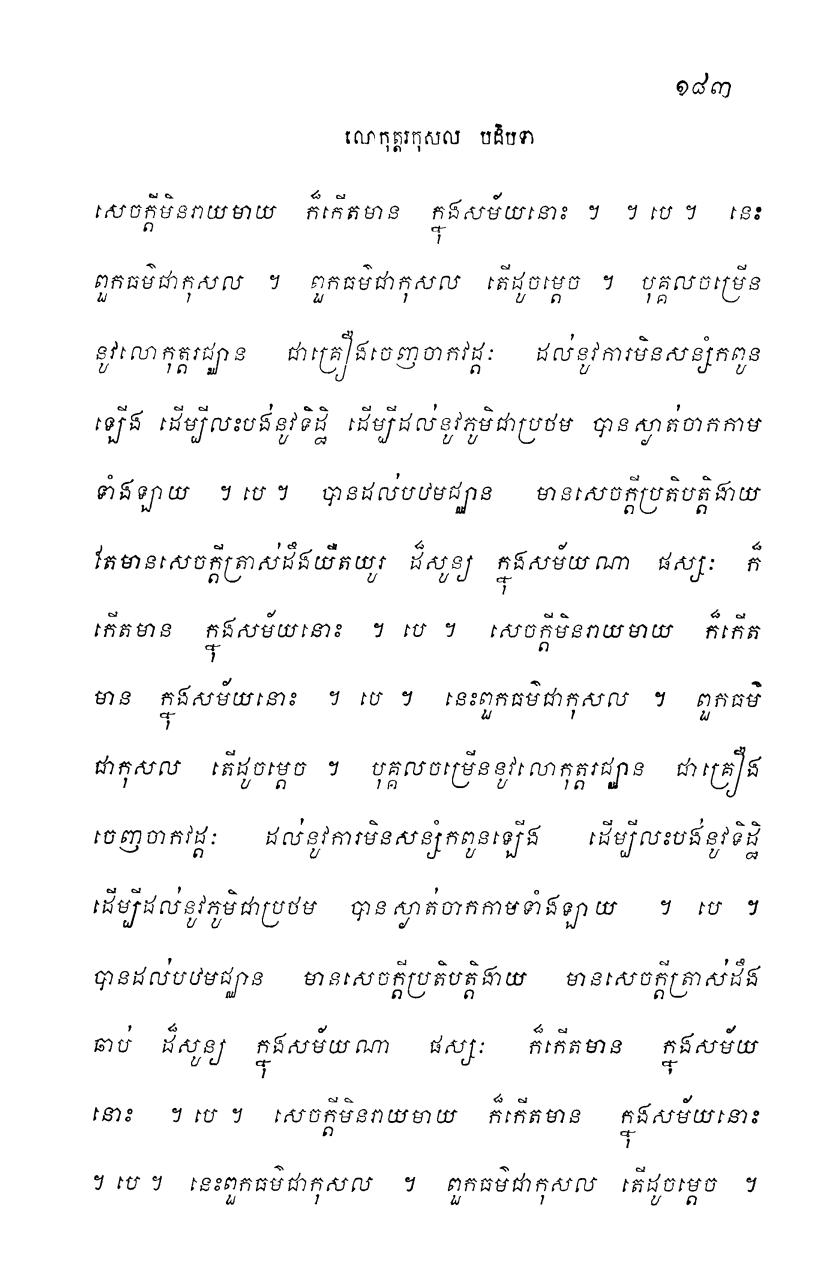 ១៨៣
លោកុត្តរកុសល បដិបទា
សេចក្តីមិនរាយមាយ ក៏កើតមាន ក្នុងសម័យនោះ ។ ។ បេ ។ នេះ
ពួកធម៌ជាកុសល ។ ពួកធម៌ជាកុសល តើដូចម្តេច ។ បុគ្គលចម្រើន
នូវលោកុត្តរជ្ឈាន ជាគ្រឿងចេញចាកវដ្តៈ ដល់នូវការមិនសន្សំកពូន
ឡើង ដើម្បីលះបង់នូវទិដ្ឋិ ដើម្បីដល់នូវភូមិជាប្រថម បានស្ងាត់ចាកកាម
ទាំងឡាយ ។ បេ ។ បានដល់បឋមជ្ឈាន មានសេចក្តីប្រតិបត្តិងាយ
តែមានសេចក្តីត្រាស់ដឹងយឺតយូរ ដ៏សូន្យ ក្នុងសម័យណា ផស្សៈ ក៏
កើតមាន ក្នុងសម័យនោះ ។ បេ ។ សេចក្តីមិនរាយមាយ ក៏កើត
មាន ក្នុងសម័យនោះ ។ បេ ។ នេះពួកធម៌ជាកុសល ។ ពួកធម៌
ជាកុសល តើដូចម្តេច ។ បុគ្គលចម្រើននូវលោកុត្តរជ្ឈាន ជាគ្រឿង
ចេញចាកវដ្តៈ ដល់នូវការមិនសន្សំកពូនឡើង ដើម្បីលះបង់នូវទិដ្ឋិ
ដើម្បីដល់នូវភូមិជាប្រថម បានស្ងាត់ចាកកាមទាំងឡាយ ។ បេ ។
បានដល់បឋមជ្ឈាន មានសេចក្តីប្រតិបត្តិងាយ មានសេចក្តីត្រាស់ដឹង
ឆាប់ ដ៏សូន្យ ក្នុងសម័យណា ផស្សៈ ក៏កើតមាន ក្នុងសម័យ
នោះ ។ បេ ។ សេចក្តីមិនរាយមាយ ក៏កើតមាន ក្នុងសម័យនោះ
។ បេ ។ នេះពួកធម៌ជាកុសល ។ ពួកធម៌ជាកុសល តើដូចម្តេច ។